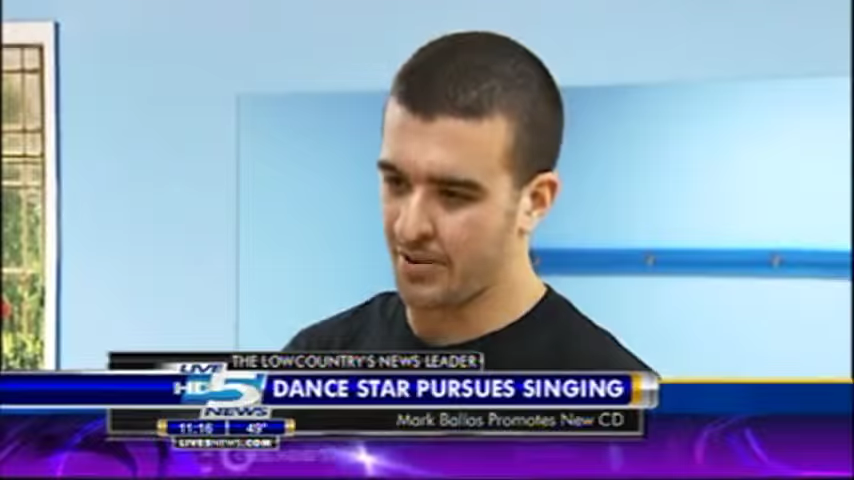 THE LOWCOUNTRY'S NEWS LEADER
LIVE
HD 5
NEWS
DANCE STAR PURSUES SINGING
Mark Ballas Promotes New CD
11:16 49°
LIVE5NEWS.COM